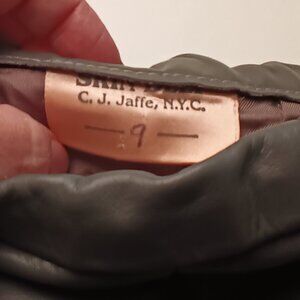 C. J. Jaffe, N.Y.C.
— 9 —